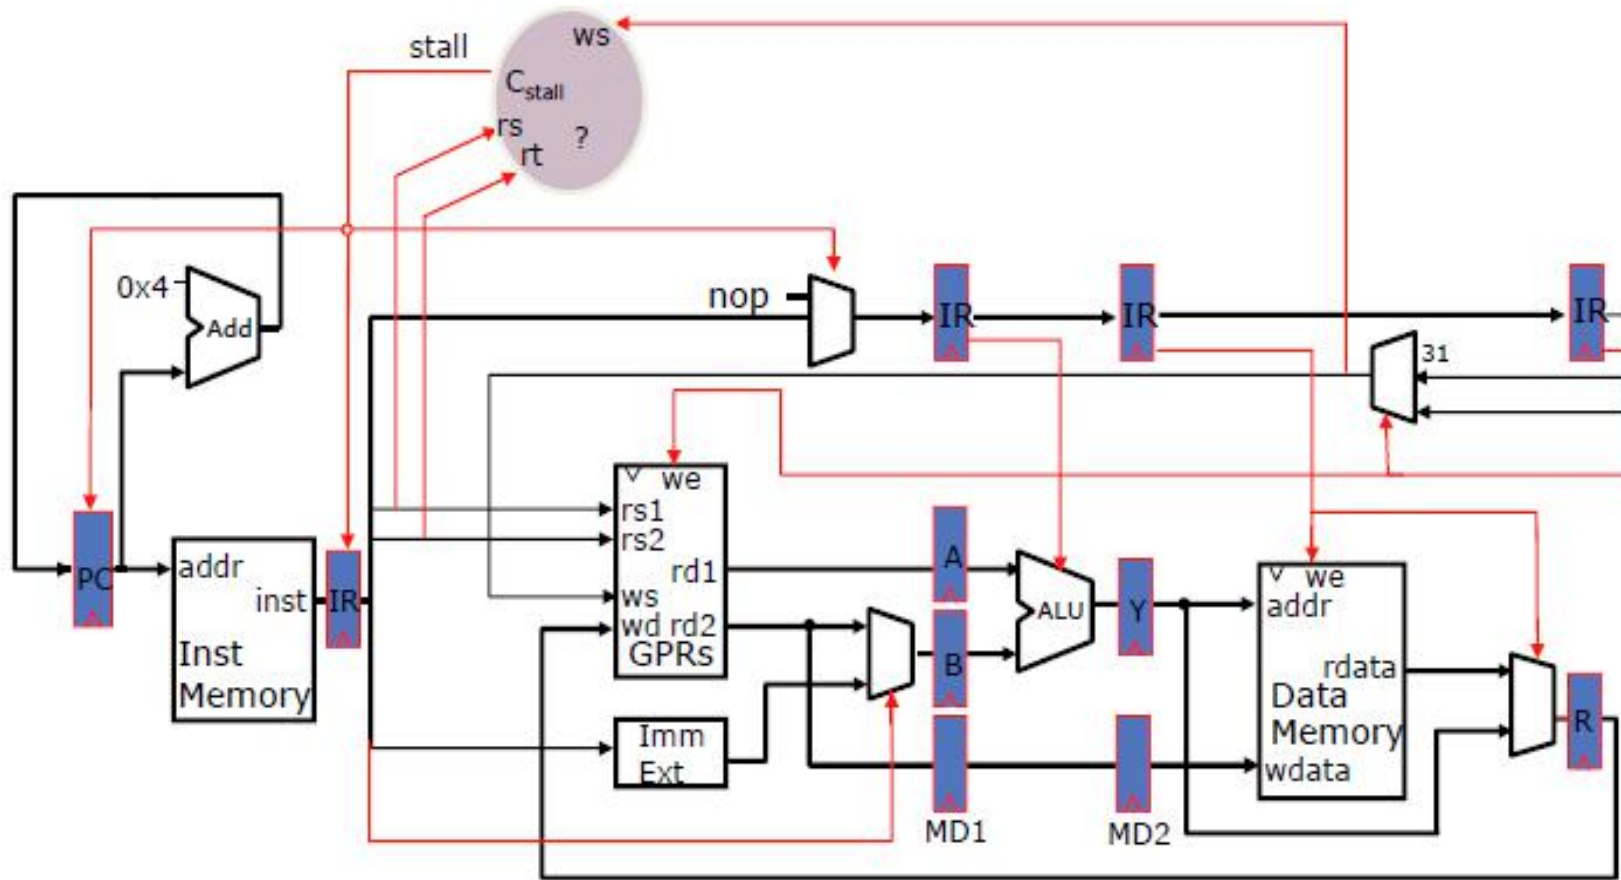 ws
stall
C stall
rs
?
rt
0x4
Add
nop
IR
IR
IR
31
we
rs1
rs2
rd1
ws
wd rd2
GPRs
PC
addr
inst
Inst
Memory
IR
A
B
ALU
Y
we
addr
rdata
Data
Memory
wdata
R
Imm
Ext
MD1
MD2